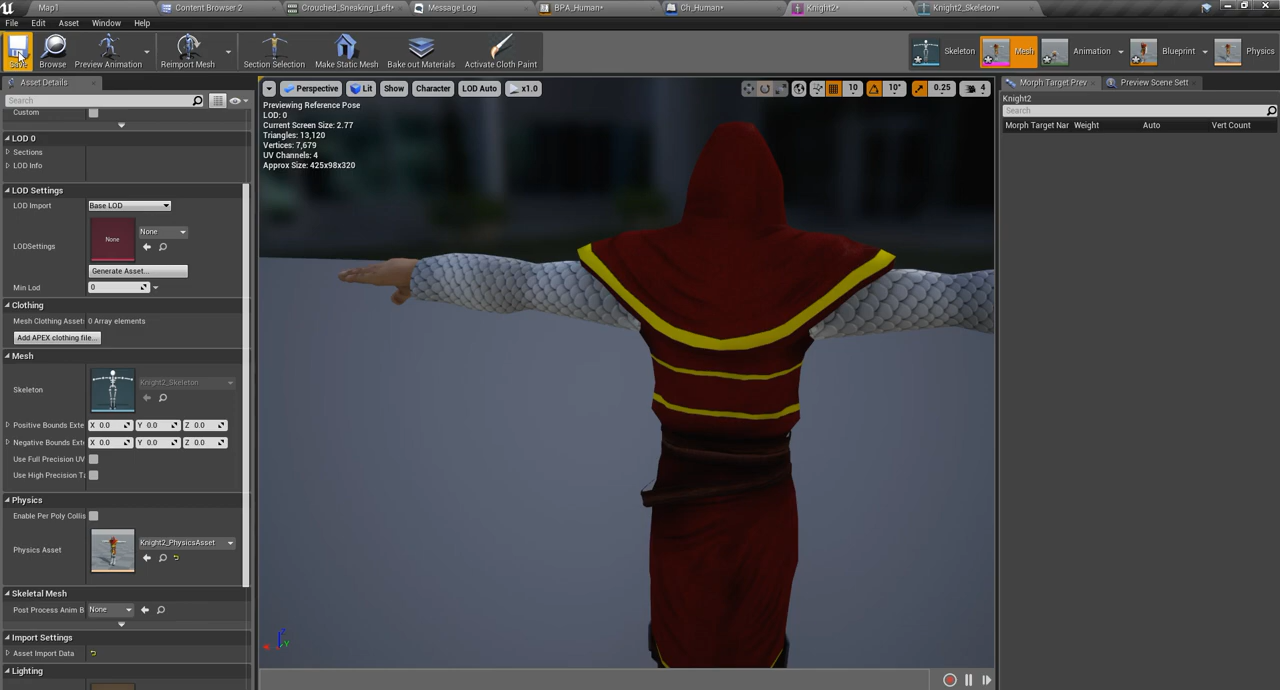 Map1 Content Browser 2 Crouched_Sneaking_Left* Message Log BPA_Human* Ch_Human* Knight2* Knight2_Skeleton*
File Edit Asset Window Help
Save Browse Preview Animation Reimport Mesh Section Selection Make Static Mesh Bake out Materials Activate Cloth Paint Skeleton Mesh Animation Blueprint Physics
Asset Details
Search
Custom
LOD 0
Sections
LOD Info
LOD Settings
LOD Import Base LOD
LODSettings None None
Generate Asset...
Min Lod 0
Clothing
Mesh Clothing Asset 0 Array elements
Add APEX clothing file...
Mesh
Skeleton Knight2_Skeleton
Positive Bounds Exte X 0.0 Y 0.0 Z 0.0
Negative Bounds Ext X 0.0 Y 0.0 Z 0.0
Use Full Precision UV
Use High Precision T
Physics
Enable Per Poly Collis
Physics Asset Knight2_PhysicsAsset
Skeletal Mesh
Post Process Anim B None
Import Settings
Asset Import Data
Lighting
Perspective Lit Show Character LOD Auto x1.0 10 10° 0.25 4
Previewing Reference Pose
LOD: 0
Current Screen Size: 2.77
Triangles: 13,120
Vertices: 7,679
UV Channels: 4
Approx Size: 425x98x320
Z
Y
Morph Target Prev Preview Scene Sett
Knight2
Search
Morph Target Nar Weight Auto Vert Count